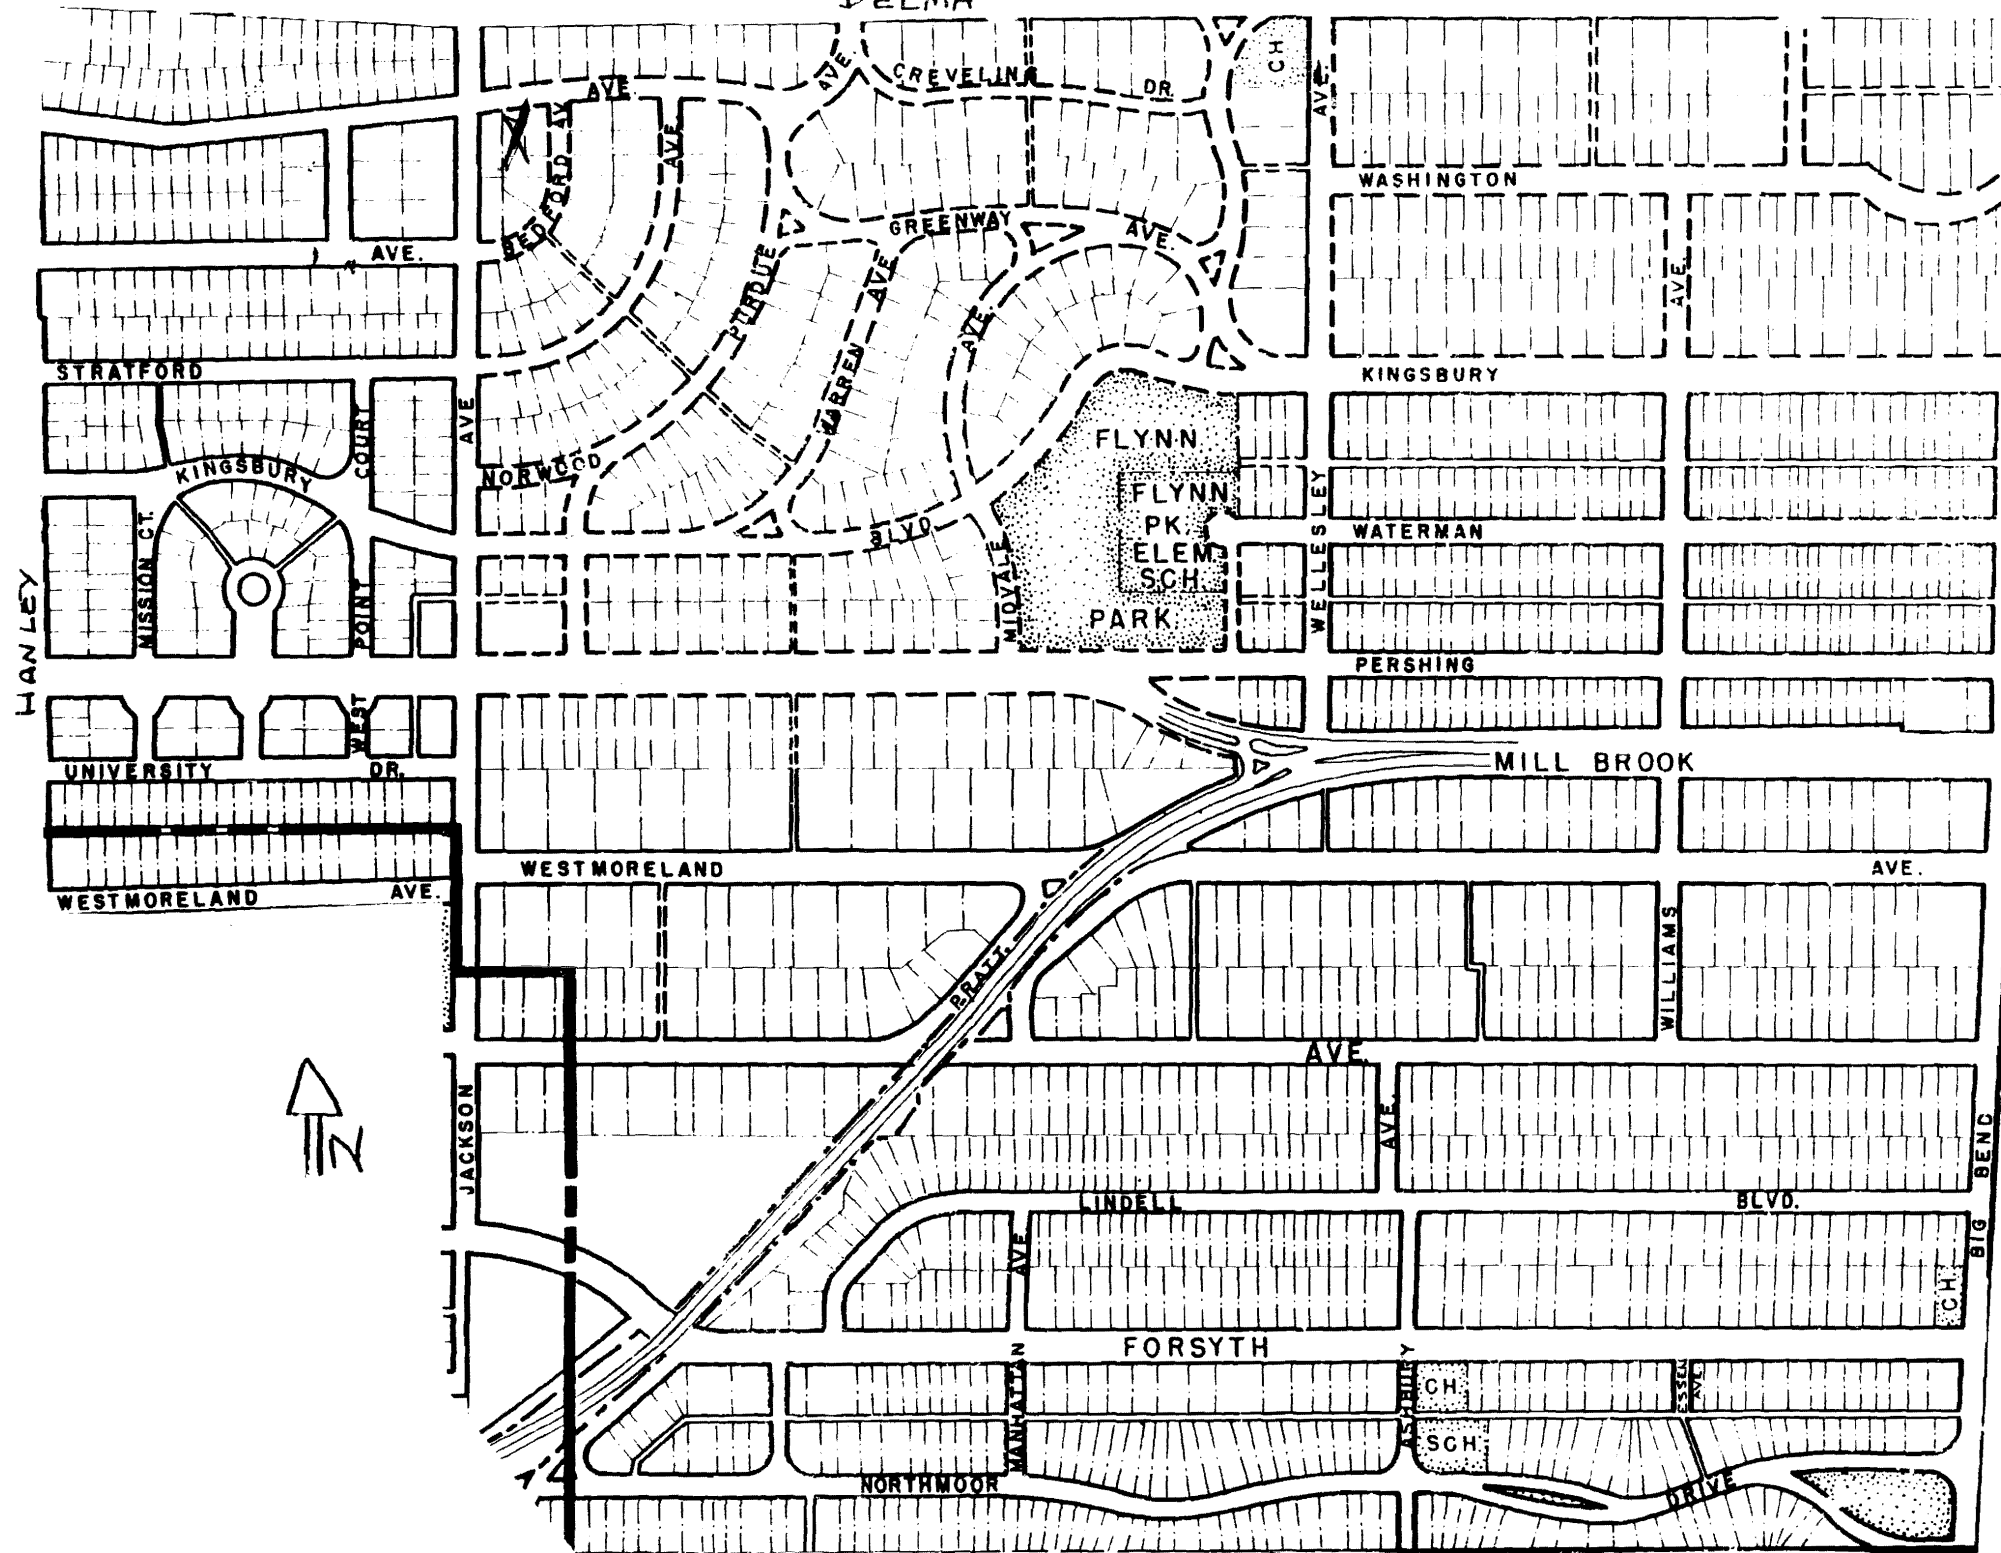 DELMA
CREVELING
DR.
CH
AVE.
AVE
AVE.
AVE
BEDFORD AV
WASHINGTON
GREENWAY
AVE.
AVE.
PURDUE
AVE.
AVE.
AVE.
WARREN
STRATFORD
KINGSBURY
AVE
COURT
KINGSBURY
NORWOOD
FLYNN
FLYNN
PK.
ELEM
SCH.
PARK
BLVD.
MIDVALE
WELLESLEY
WATERMAN
MISSION CT.
POINT
WEST
HANLEY
PERSHING
UNIVERSITY
DR.
MILL BROOK
WESTMORELAND
AVE.
WESTMORELAND
AVE.
WILLIAMS
PRATT
AVE.
AVE.
JACKSON
N
BIG BEND
LINDELL
BLVD.
AVE
CH
FORSYTH
MANHATTAN
ASHBURY
CH.
SCH.
ESSEX
AVE.
NORTHMOOR
DRIVE